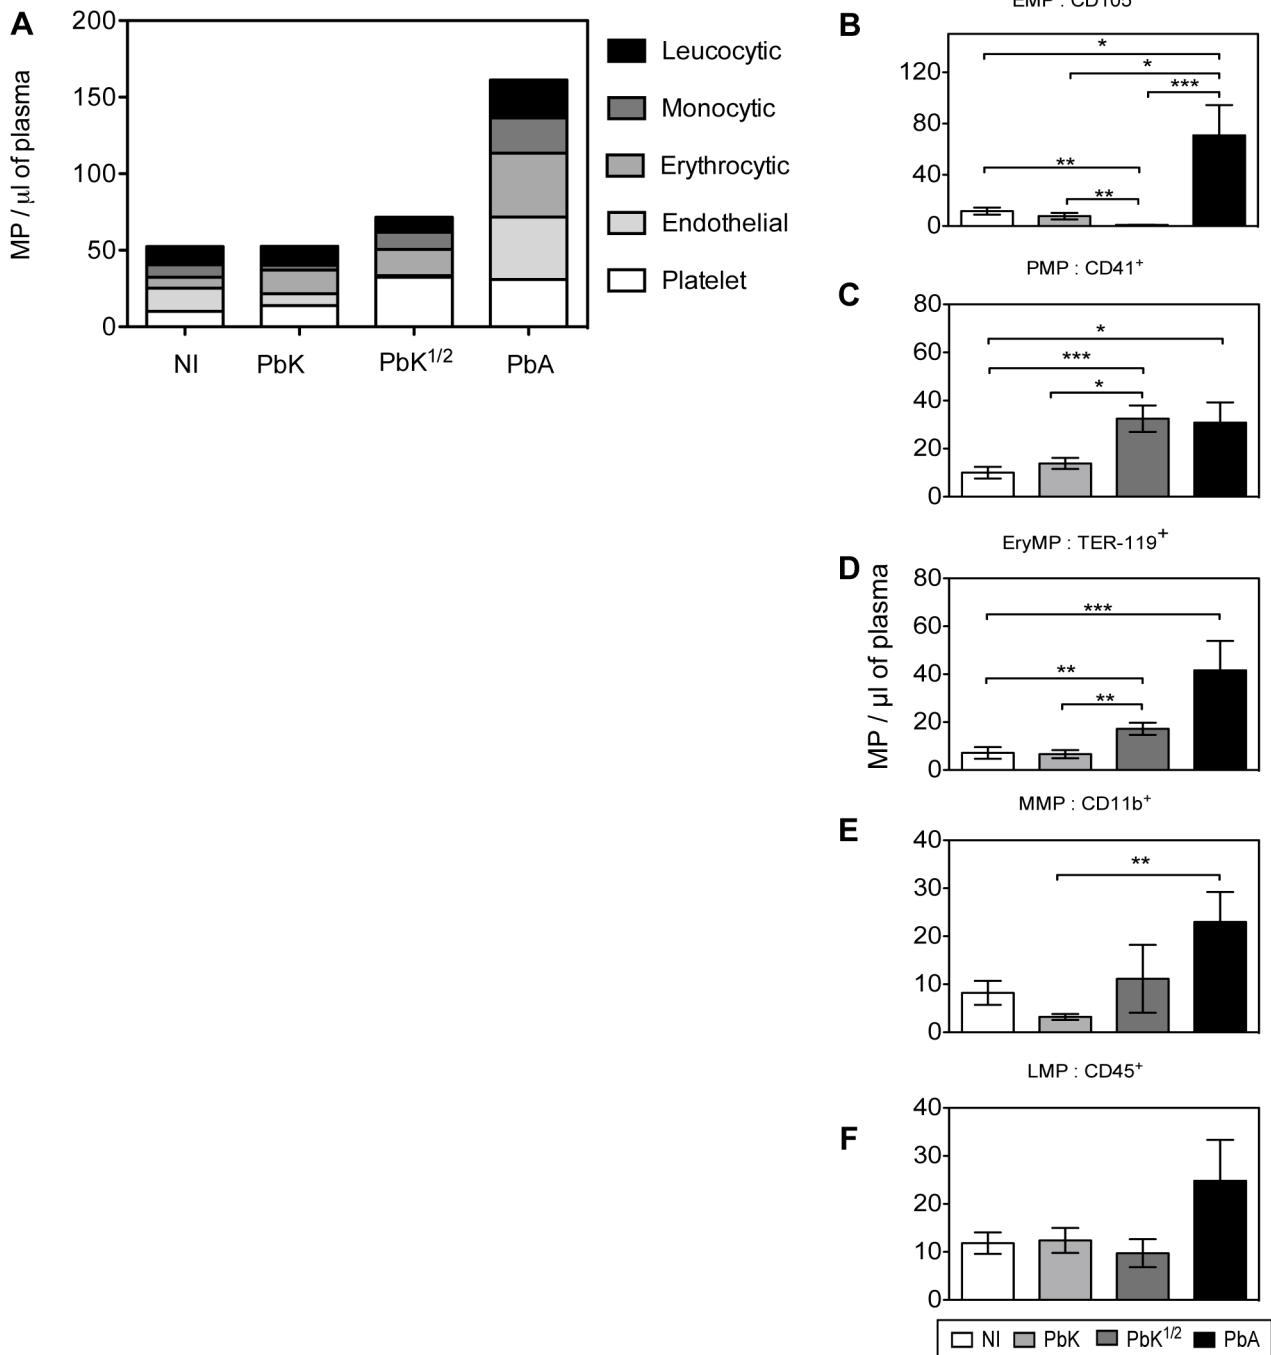 A
200
150
100
50
0
MP / µl of plasma
NI
PbK
PbK1/2
PbA
Leucocytic
Monocytic
Erythrocytic
Endothelial
Platelet
B
EMP : CD105
120
80
40
0
*
*
***
**
**
C
PMP : CD41+
80
60
40
20
0
*
***
*
D
EryMP : TER-119+
MP / µl of plasma
80
60
40
20
0
***
**
**
E
MMP : CD11b+
40
30
20
10
0
**
F
LMP : CD45+
40
30
20
10
0
NI PbK PbK1/2 PbA